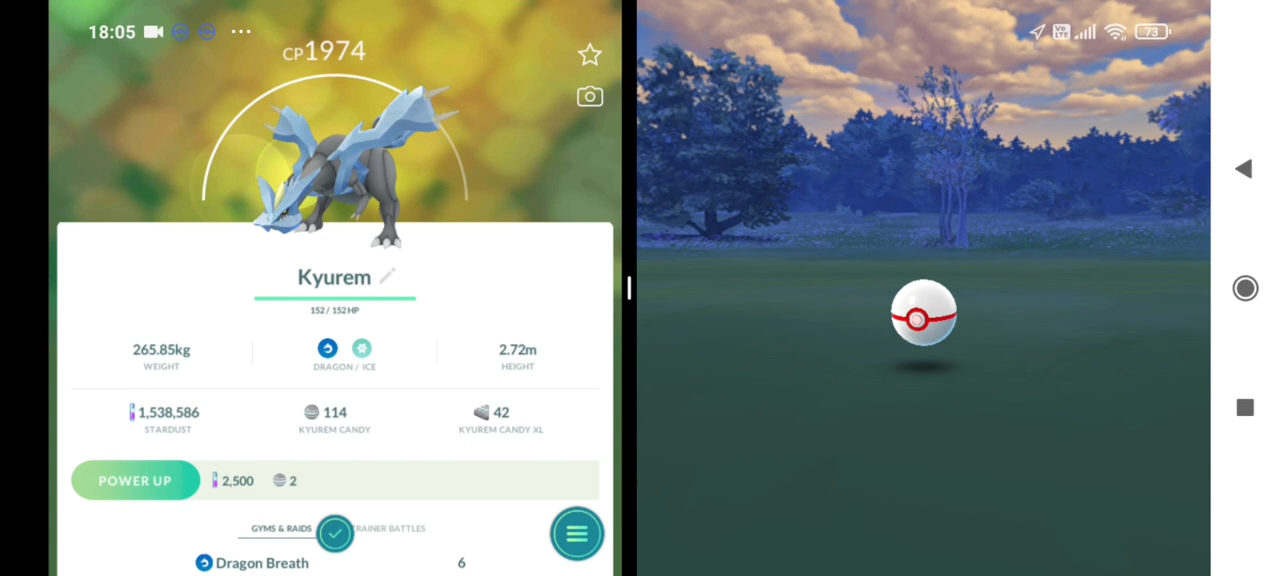 18:05
73
CP1974
Kyurem
152 / 152 HP
265.85kg
WEIGHT
DRAGON / ICE
2.72m
HEIGHT
1,538,586
STARDUST
114
KYUREM CANDY
42
KYUREM CANDY XL
POWER UP 2,500 2
GYMS & RAIDS TRAINER BATTLES
Dragon Breath 6